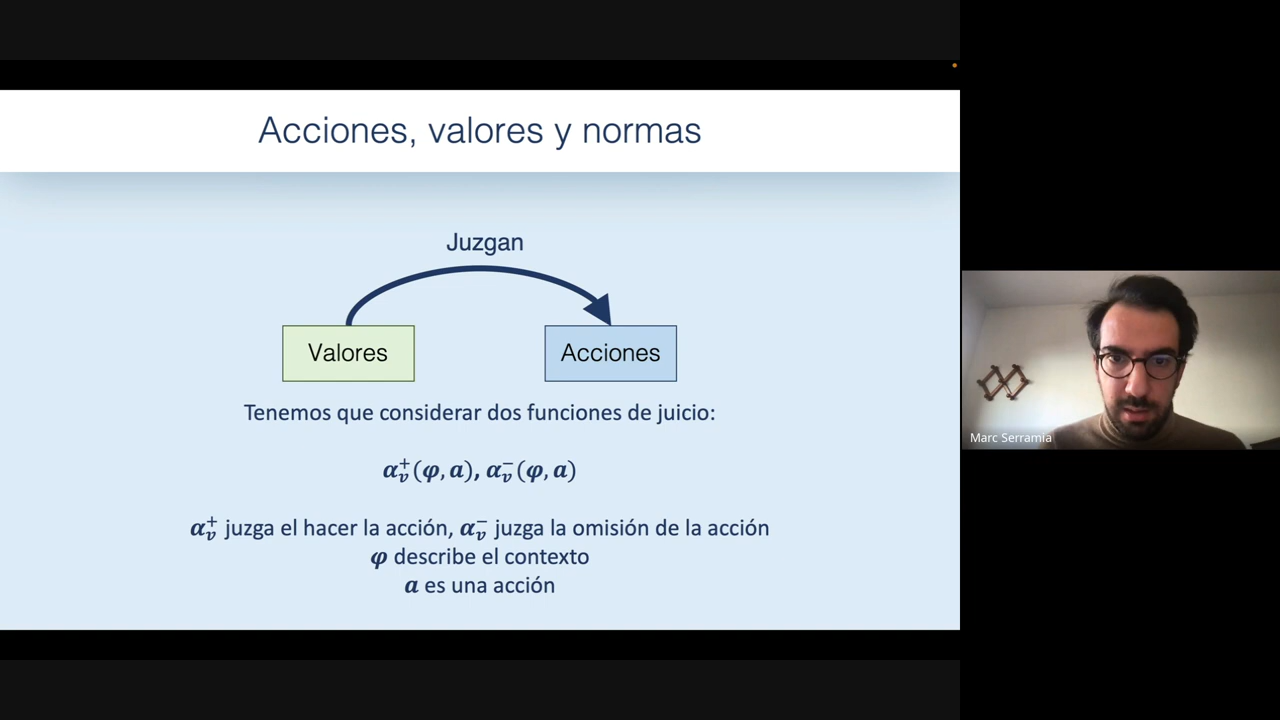 Acciones, valores y normas
Juzgan
Valores
Acciones
Tenemos que considerar dos funciones de juicio:
α⁺ᵥ(φ, a), α⁻ᵥ(φ, a)
α⁺ᵥ juzga el hacer la acción, α⁻ᵥ juzga la omisión de la acción
φ describe el contexto
a es una acción
Marc Serramia